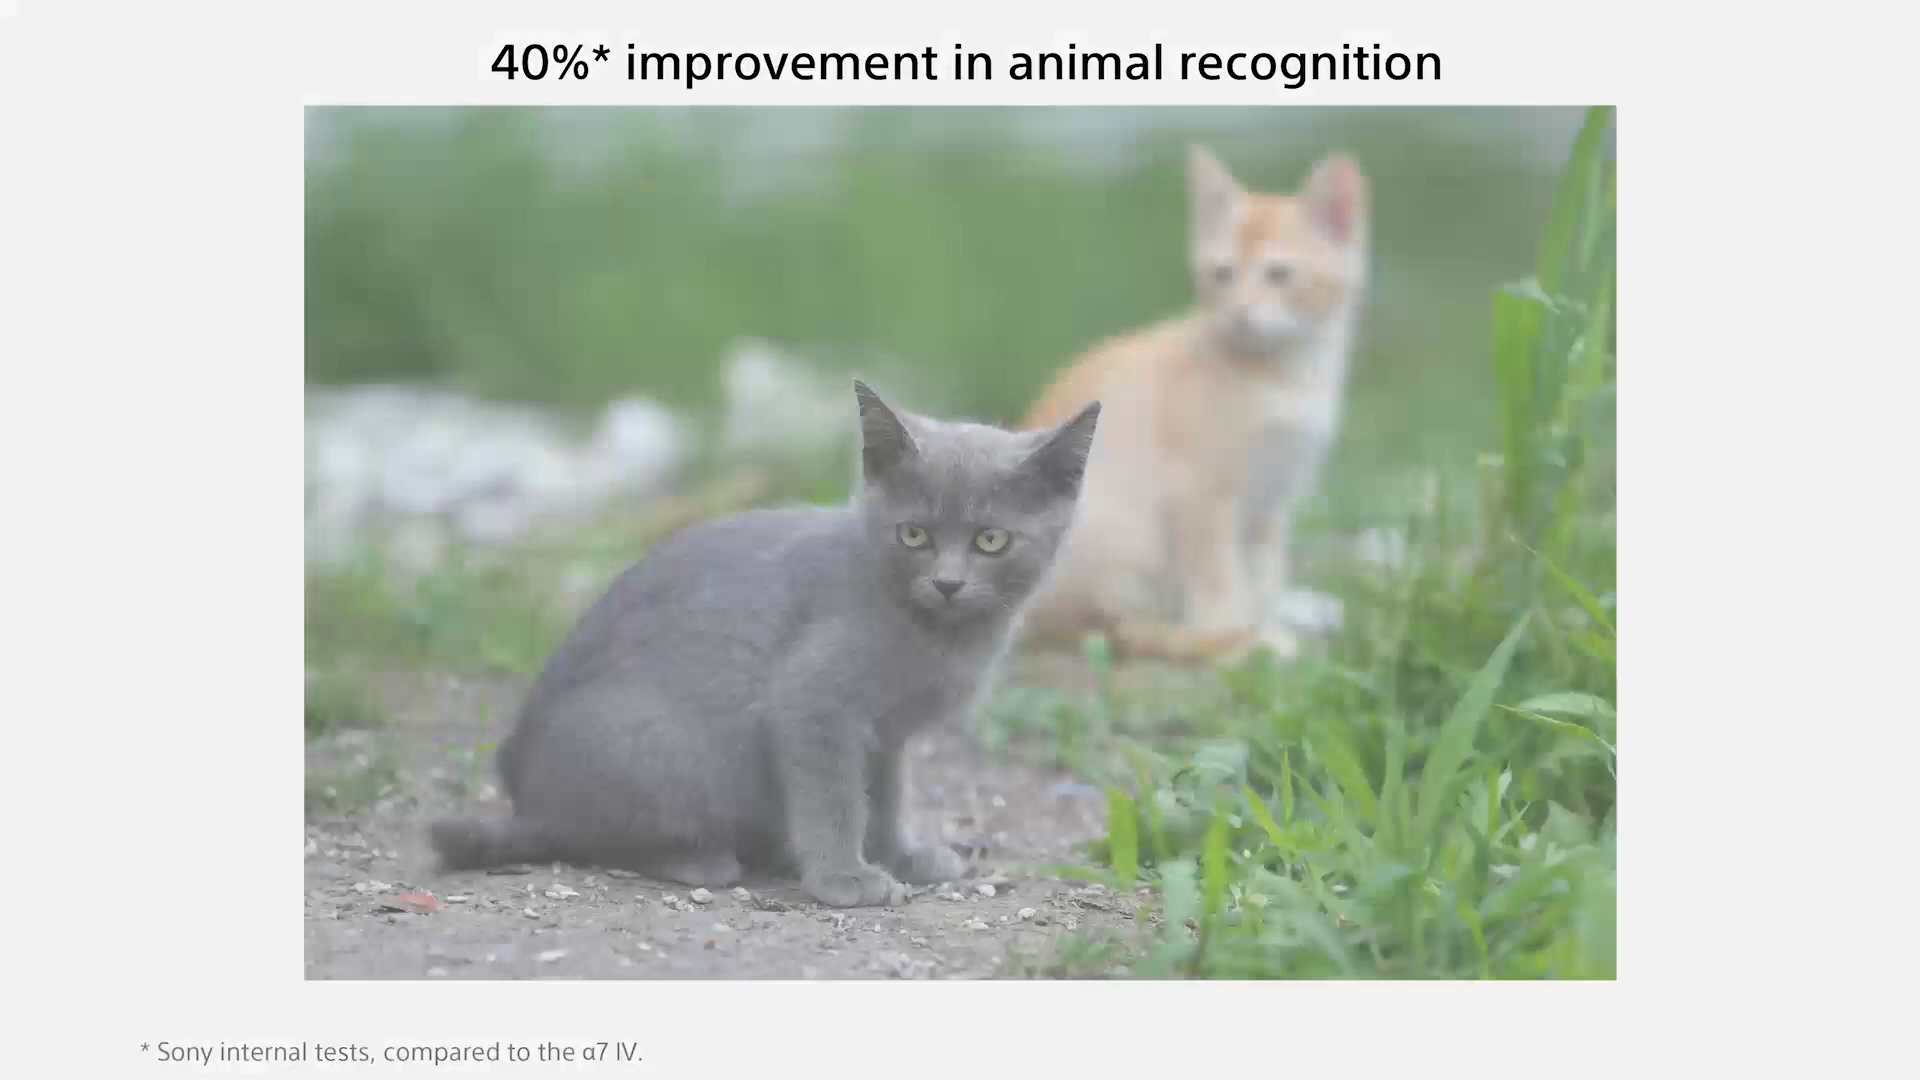 40%* improvement in animal recognition
* Sony internal tests, compared to the α7 IV.